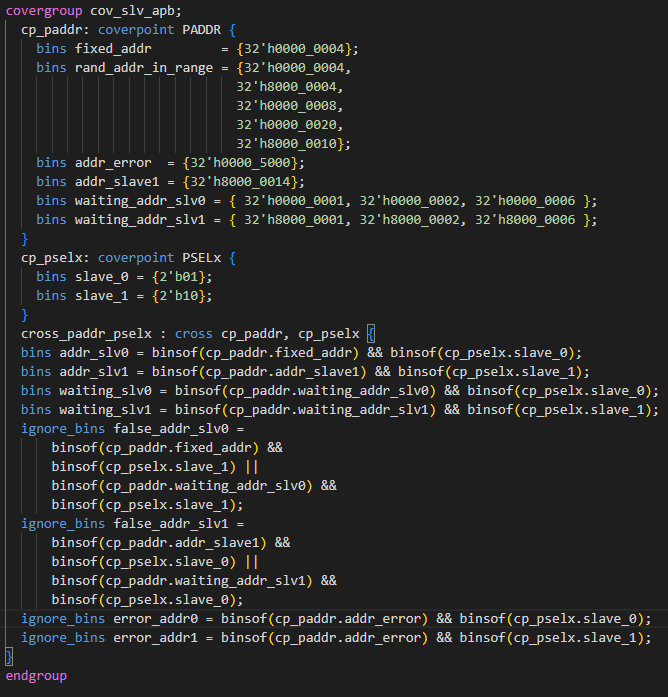 covergroup cov_slv_apb;
  cp_paddr: coverpoint PADDR {
    bins fixed_addr         = {32'h0000_0004};
    bins rand_addr_in_range = {32'h0000_0004,
                               32'h8000_0004,
                               32'h0000_0008,
                               32'h0000_0020,
                               32'h8000_0010};
    bins addr_error  = {32'h0000_5000};
    bins addr_slave1 = {32'h8000_0014};
    bins waiting_addr_slv0 = { 32'h0000_0001, 32'h0000_0002, 32'h0000_0006 };
    bins waiting_addr_slv1 = { 32'h8000_0001, 32'h8000_0002, 32'h8000_0006 };
  }
  cp_pselx: coverpoint PSELx {
    bins slave_0 = {2'b01};
    bins slave_1 = {2'b10};
  }
  cross_paddr_pselx : cross cp_paddr, cp_pselx {
  bins addr_slv0 = binsof(cp_paddr.fixed_addr) && binsof(cp_pselx.slave_0);
  bins addr_slv1 = binsof(cp_paddr.addr_slave1) && binsof(cp_pselx.slave_1);
  bins waiting_slv0 = binsof(cp_paddr.waiting_addr_slv0) && binsof(cp_pselx.slave_0);
  bins waiting_slv1 = binsof(cp_paddr.waiting_addr_slv1) && binsof(cp_pselx.slave_1);
  ignore_bins false_addr_slv0 =
      binsof(cp_paddr.fixed_addr) &&
      binsof(cp_pselx.slave_1) ||
      binsof(cp_paddr.waiting_addr_slv0) &&
      binsof(cp_pselx.slave_1);
  ignore_bins false_addr_slv1 =
      binsof(cp_paddr.addr_slave1) &&
      binsof(cp_pselx.slave_0) ||
      binsof(cp_paddr.waiting_addr_slv1) &&
      binsof(cp_pselx.slave_0);
  ignore_bins error_addr0 = binsof(cp_paddr.addr_error) && binsof(cp_pselx.slave_0);
  ignore_bins error_addr1 = binsof(cp_paddr.addr_error) && binsof(cp_pselx.slave_1);
}
endgroup